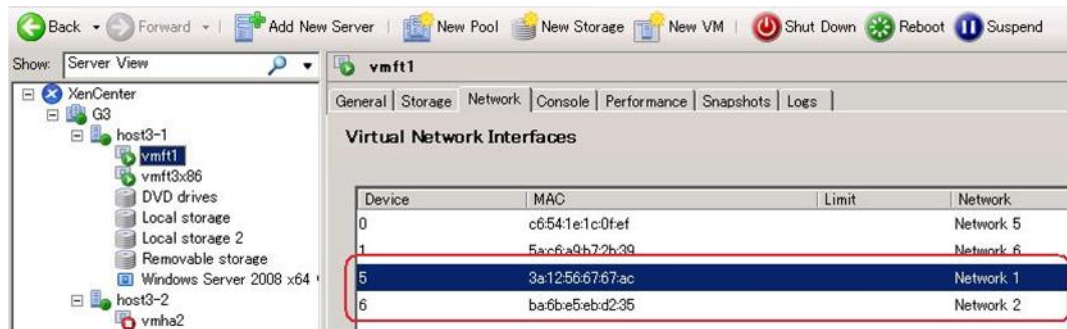 Back Forward Add New Server New Pool New Storage New VM Shut Down Reboot Suspend
Show: Server View
vmft1
XenCenter
G3
host3-1
vmft1
vmft3x86
DVD drives
Local storage
Local storage 2
Removable storage
Windows Server 2008 x64
host3-2
vmha2
General Storage Network Console Performance Snapshots Logs
Virtual Network Interfaces
Device MAC Limit Network
0 c6:54:1e:1c:0f:ef Network 5
1 5a:c6:a9:b7:2b:39 Network 6
5 3a:12:56:67:67:ac Network 1
6 ba:6b:e5:eb:d2:35 Network 2